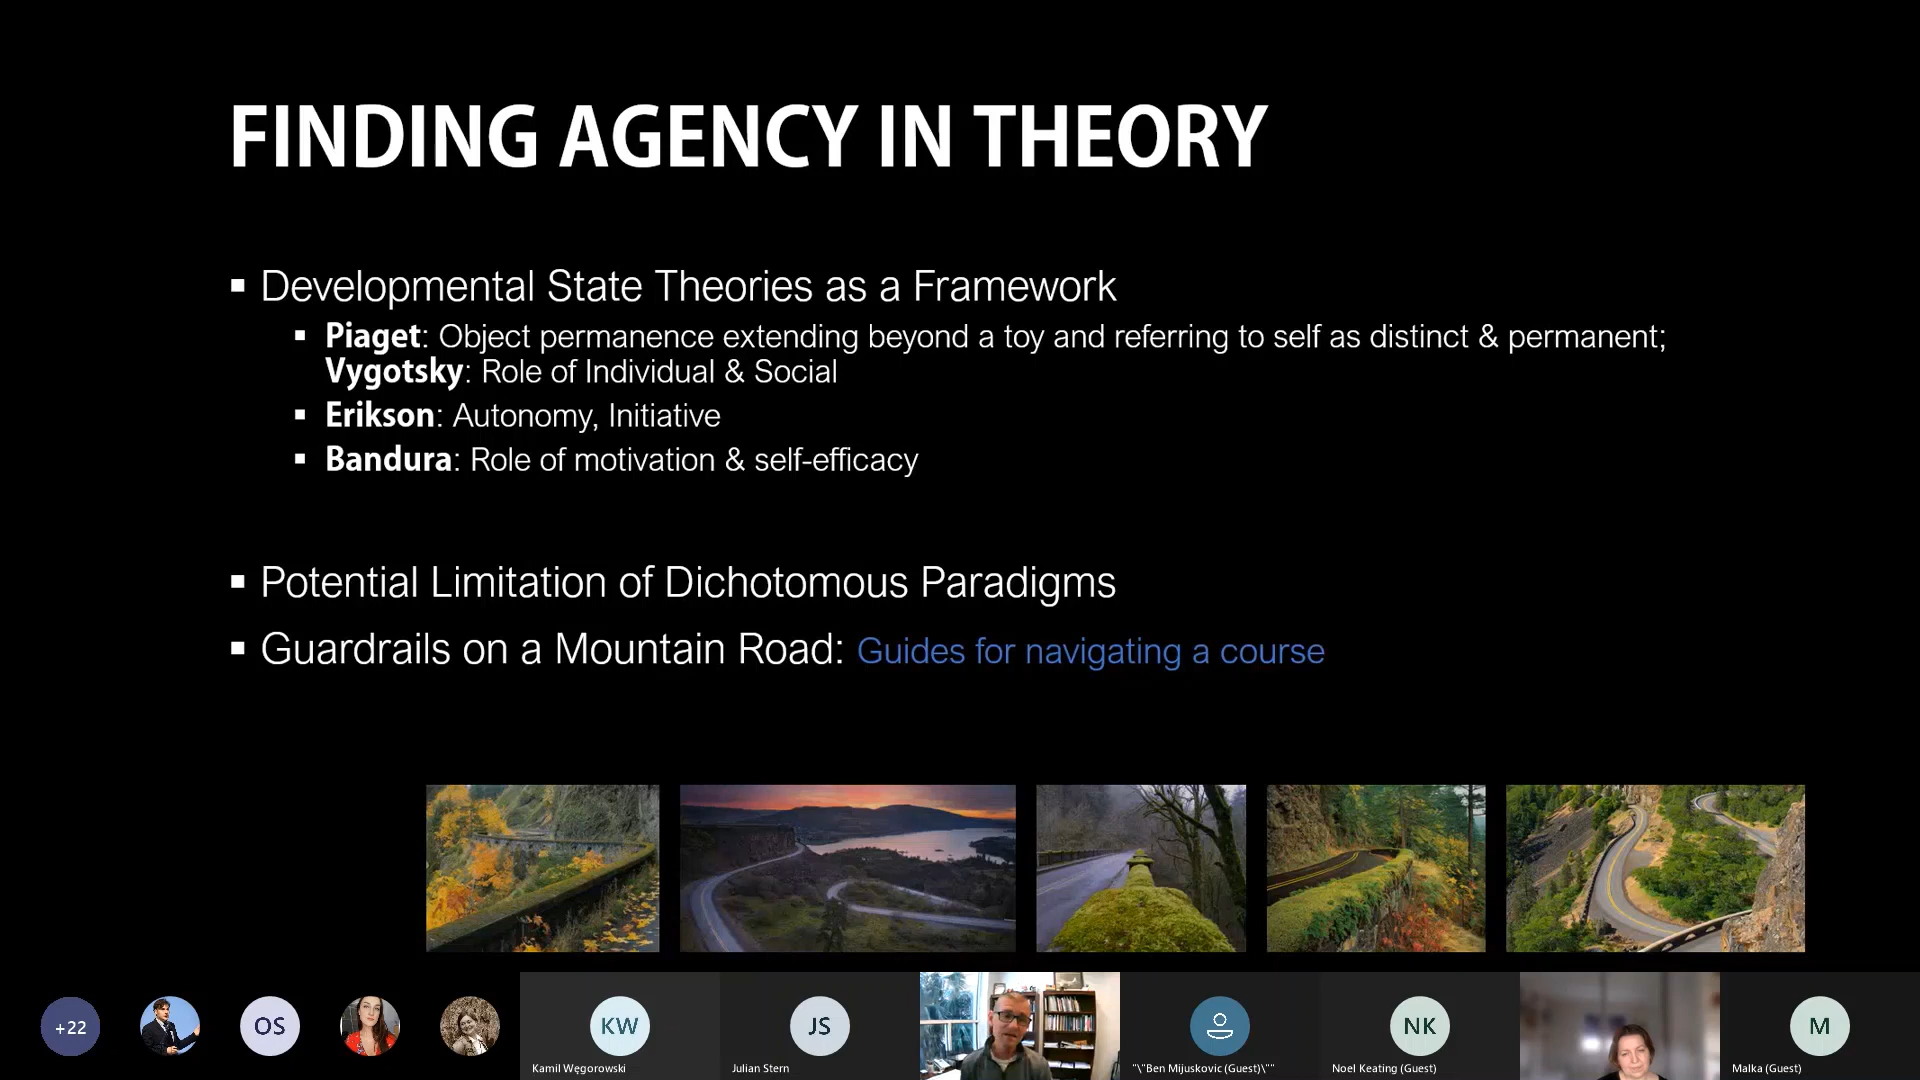 FINDING AGENCY IN THEORY
▪ Developmental State Theories as a Framework
▪ Piaget: Object permanence extending beyond a toy and referring to self as distinct & permanent;
Vygotsky: Role of Individual & Social
▪ Erikson: Autonomy, Initiative
▪ Bandura: Role of motivation & self-efficacy
▪ Potential Limitation of Dichotomous Paradigms
▪ Guardrails on a Mountain Road: Guides for navigating a course
+22
OS
KW
JS
NK
M
Kamil Węgorowski
Julian Stern
"\"Ben Mijuskovic (Guest)\""
Noel Keating (Guest)
Malka (Guest)